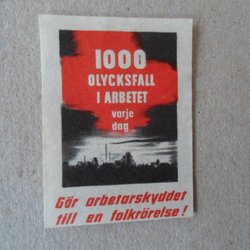 1000
OLYCKSFALL
I ARBETET
varje
dag
Gör arbetarskyddet
till en folkrörelse!